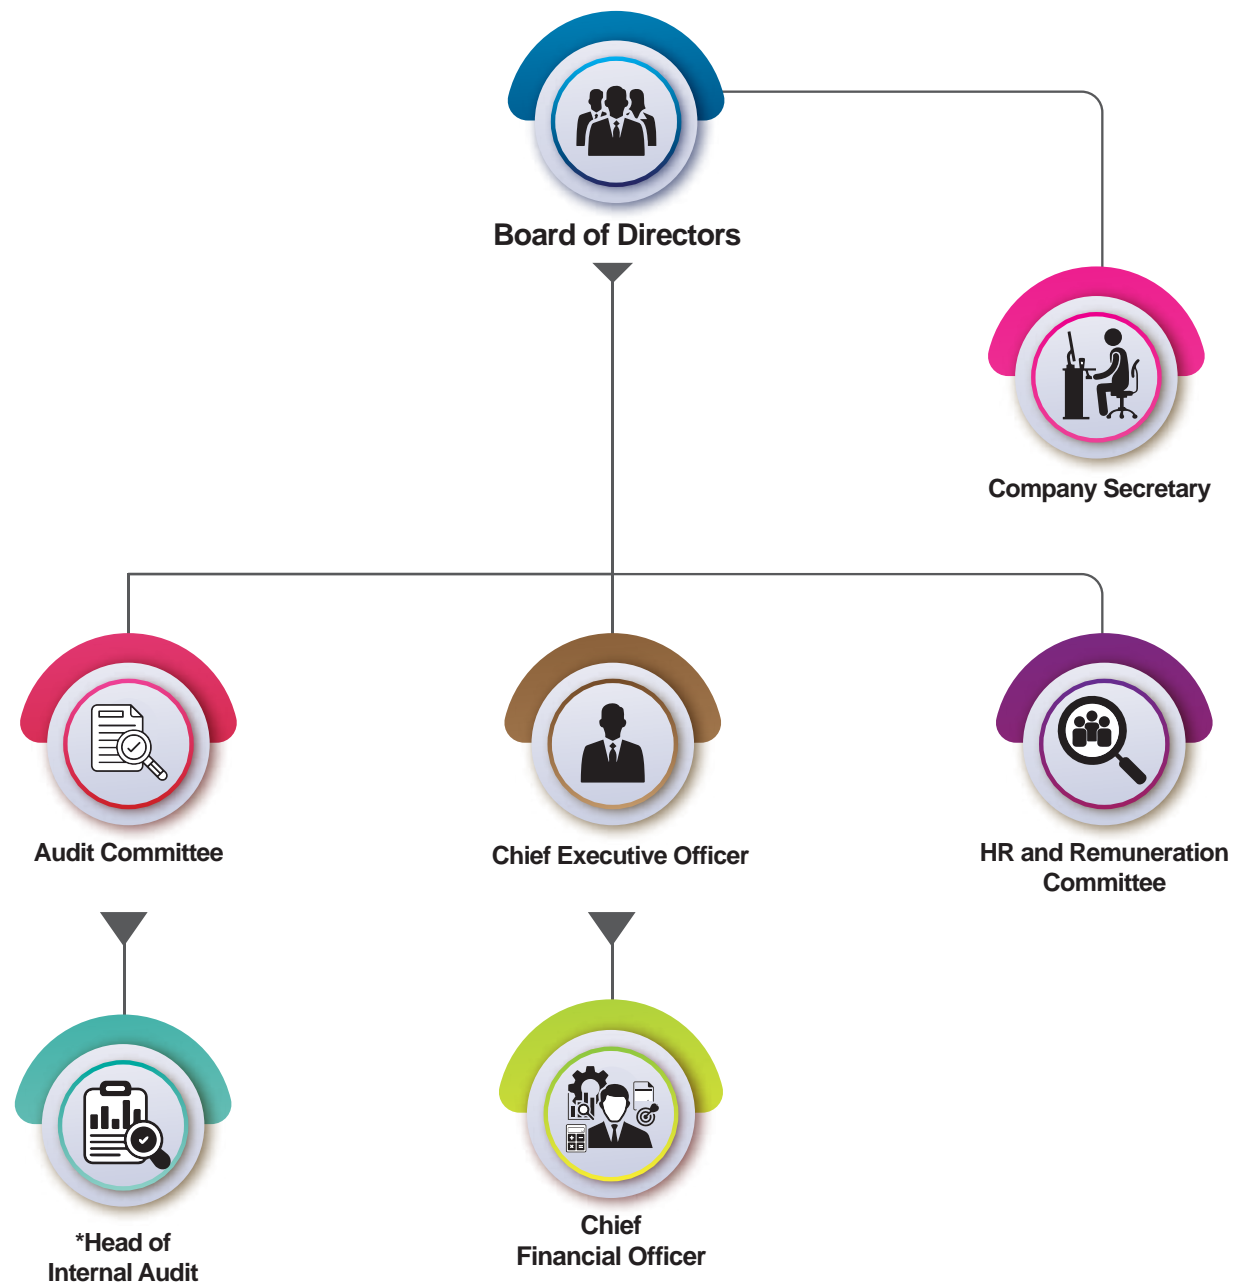 Board of Directors
Company Secretary
Audit Committee
Chief Executive Officer
HR and Remuneration
Committee
*Head of
Internal Audit
Chief
Financial Officer